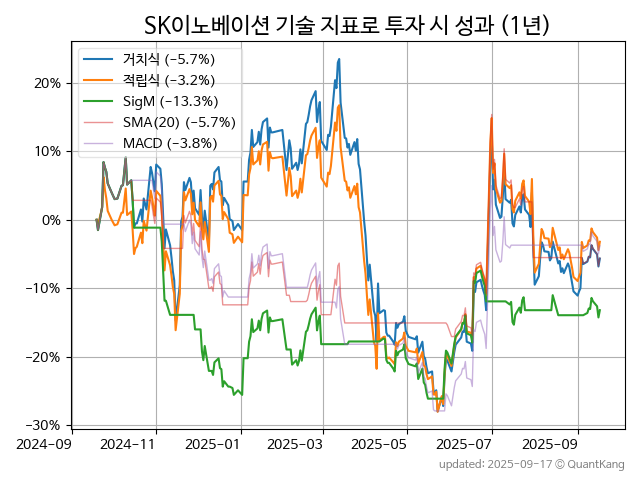 SK이노베이션 기술 지표로 투자 시 성과 (1년)
거치식 (-5.7%)
적립식 (-3.2%)
SigM (-13.3%)
SMA(20) (-5.7%)
MACD (-3.8%)
20%
10%
0%
-10%
-20%
-30%
2024-09 2024-11 2025-01 2025-03 2025-05 2025-07 2025-09
updated: 2025-09-17 © QuantKang